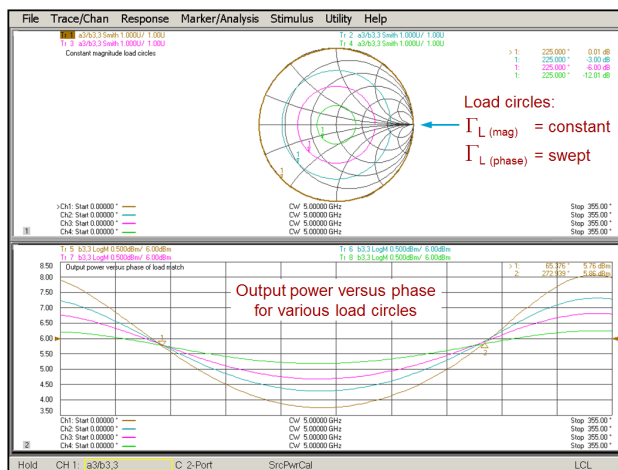 File Trace/Chan Response Marker/Analysis Stimulus Utility Help
Tr 1 a3/b3,3 Smith 1.000U/ 1.00U
Tr 2 a3/b3,3 Smith 1.000U/ 1.00U
Tr 3 a3/b3,3 Smith 1.000U/ 1.00U
Tr 4 a3/b3,3 Smith 1.000U/ 1.00U
Constant magnitude load circles
> 1: 225.000 ° 0.01 dB
1: 225.000 ° -3.00 dB
1: 225.000 ° -6.00 dB
1: 225.000 ° -12.01 dB
Load circles:
ΓL (mag) = constant
ΓL (phase) = swept
1
1
1
1
>Ch1: Start 0.00000 ° CW 5.00000 GHz Stop 355.00 °
Ch2: Start 0.00000 ° CW 5.00000 GHz Stop 355.00 °
Ch3: Start 0.00000 ° CW 5.00000 GHz Stop 355.00 °
Ch4: Start 0.00000 ° CW 5.00000 GHz Stop 355.00 °
1
Tr 5 b3,3 LogM 0.500dBm/ 6.00dBm
Tr 6 b3,3 LogM 0.500dBm/ 6.00dBm
Tr 7 b3,3 LogM 0.500dBm/ 6.00dBm
Tr 8 b3,3 LogM 0.500dBm/ 6.00dBm
8.50
8.00
7.50
7.00
6.50
6.00
5.50
5.00
4.50
4.00
3.50
Output power versus phase of load match
> 1: 65.376 ° 5.76 dBm
2: 272.939 ° 5.86 dBm
Output power versus phase
for various load circles
1
2
Ch1: Start 0.00000 ° CW 5.00000 GHz Stop 355.00 °
Ch2: Start 0.00000 ° CW 5.00000 GHz Stop 355.00 °
Ch3: Start 0.00000 ° CW 5.00000 GHz Stop 355.00 °
Ch4: Start 0.00000 ° CW 5.00000 GHz Stop 355.00 °
2
Hold CH 1: a3/b3,3 C 2-Port SrcPwrCal LCL